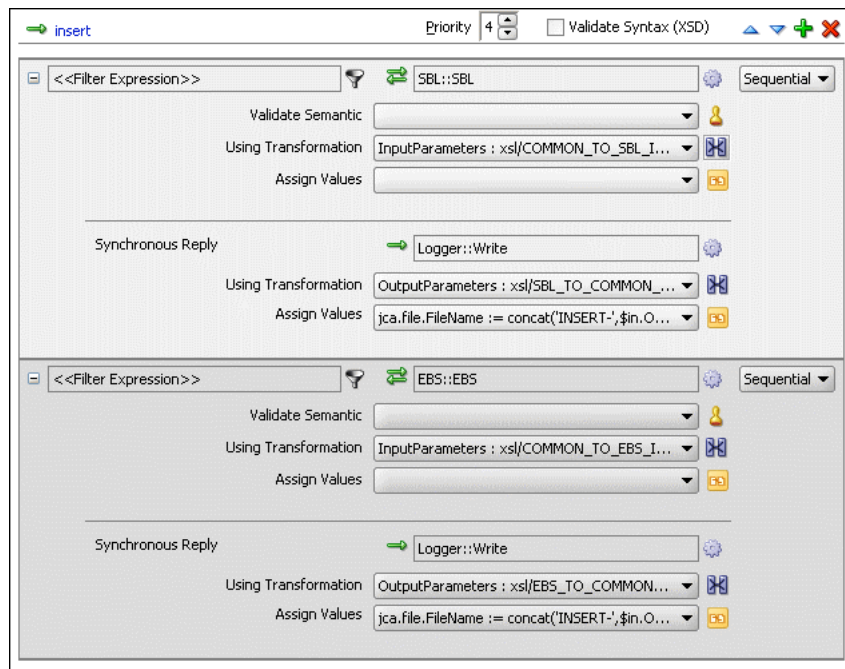 insert Priority 4 Validate Syntax (XSD)
<<Filter Expression>> SBL::SBL Sequential
Validate Semantic
Using Transformation InputParameters : xsl/COMMON_TO_SBL_I...
Assign Values
Synchronous Reply Logger::Write
Using Transformation OutputParameters : xsl/SBL_TO_COMMON_...
Assign Values jca.file.FileName := concat('INSERT-',$in.O...
<<Filter Expression>> EBS::EBS Sequential
Validate Semantic
Using Transformation InputParameters : xsl/COMMON_TO_EBS_I...
Assign Values
Synchronous Reply Logger::Write
Using Transformation OutputParameters : xsl/EBS_TO_COMMON...
Assign Values jca.file.FileName := concat('INSERT-',$in.O...